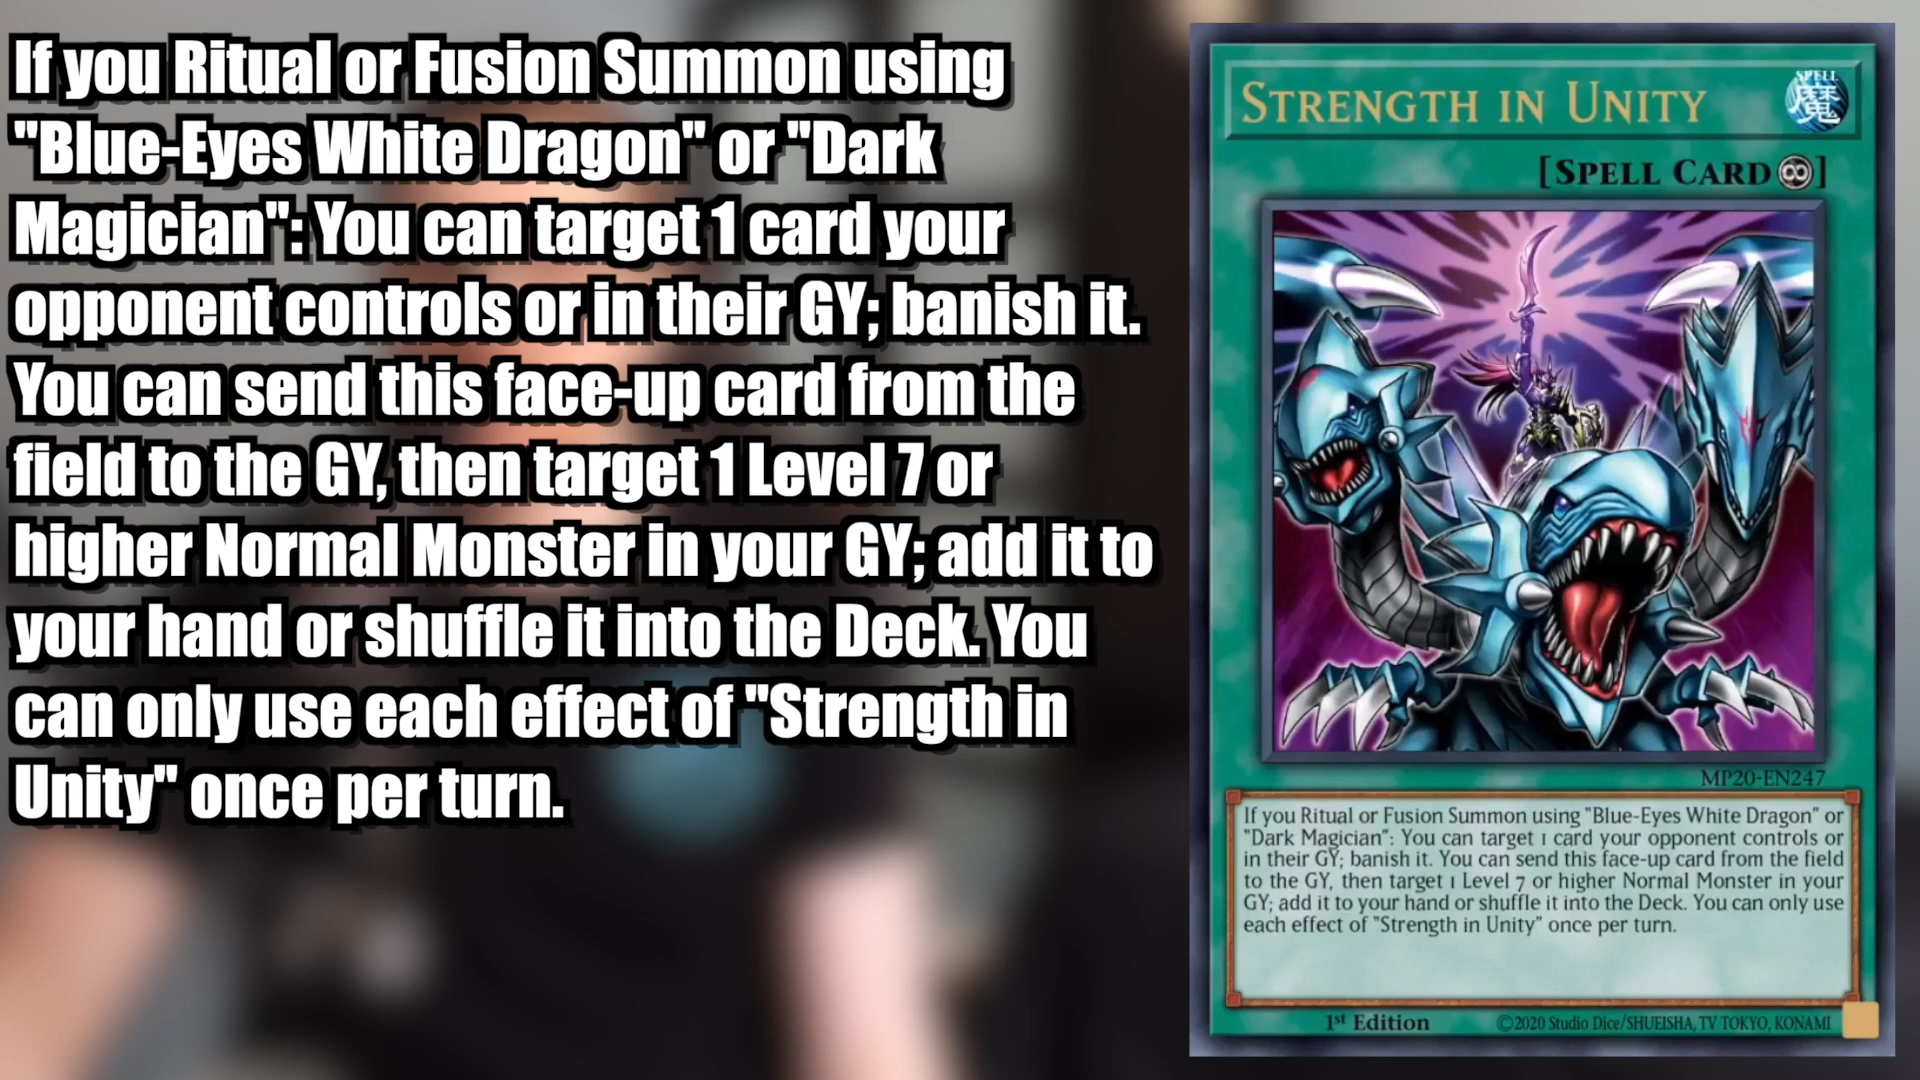 If you Ritual or Fusion Summon using
"Blue-Eyes White Dragon" or "Dark
Magician": You can target 1 card your
opponent controls or in their GY; banish it.
You can send this face-up card from the
field to the GY, then target 1 Level 7 or
higher Normal Monster in your GY; add it to
your hand or shuffle it into the Deck. You
can only use each effect of "Strength in
Unity" once per turn.
STRENGTH IN UNITY
SPELL
魔
[SPELL CARD∞]
MP20-EN247
If you Ritual or Fusion Summon using "Blue-Eyes White Dragon" or
"Dark Magician": You can target 1 card your opponent controls or
in their GY; banish it. You can send this face-up card from the field
to the GY, then target 1 Level 7 or higher Normal Monster in your
GY; add it to your hand or shuffle it into the Deck. You can only use
each effect of "Strength in Unity" once per turn.
1st Edition
©2020 Studio Dice/SHUEISHA, TV TOKYO, KONAMI